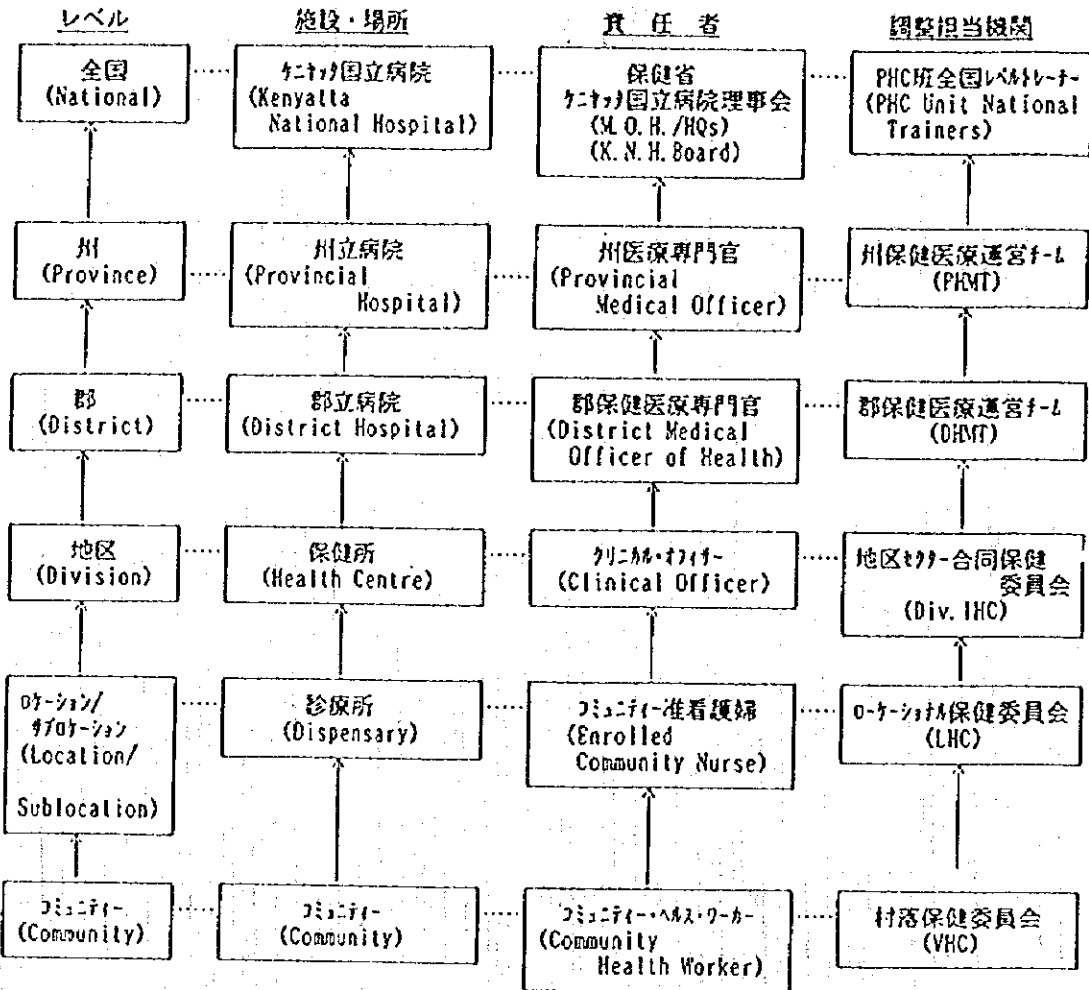 レベル
施設・場所
責任者
調整担当機関
全国
(National)
ケニヤッタ国立病院
(Kenyatta
National Hospital)
保健省
ケニヤッタ国立病院理事会
(M.O.H./HQs)
(K.N.H.Board)
PHC班全国レベルトレーナー
(PHC Unit National
Trainers)
州
(Province)
州立病院
(Provincial
Hospital)
州医療専門官
(Provincial
Medical Officer)
州保健医療運営チーム
(PHMT)
郡
(District)
郡立病院
(District Hospital)
郡保健医療専門官
(District Medical
Officer of Health)
郡保健医療運営チーム
(DHMT)
地区
(Division)
保健所
(Health Centre)
クリニカル・オフィサー
(Clinical Officer)
地区セクター合同保健
委員会
(Div.IHC)
ロケーション/
サブロケーション
(Location/
Sublocation)
診療所
(Dispensary)
コミュニティー准看護婦
(Enrolled
Community Nurse)
ローケーショナル保健委員会
(LHC)
コミュニティー
(Community)
コミュニティー
(Community)
コミュニティー・ヘルス・ワーカー
(Community
Health Worker)
村落保健委員会
(VHC)